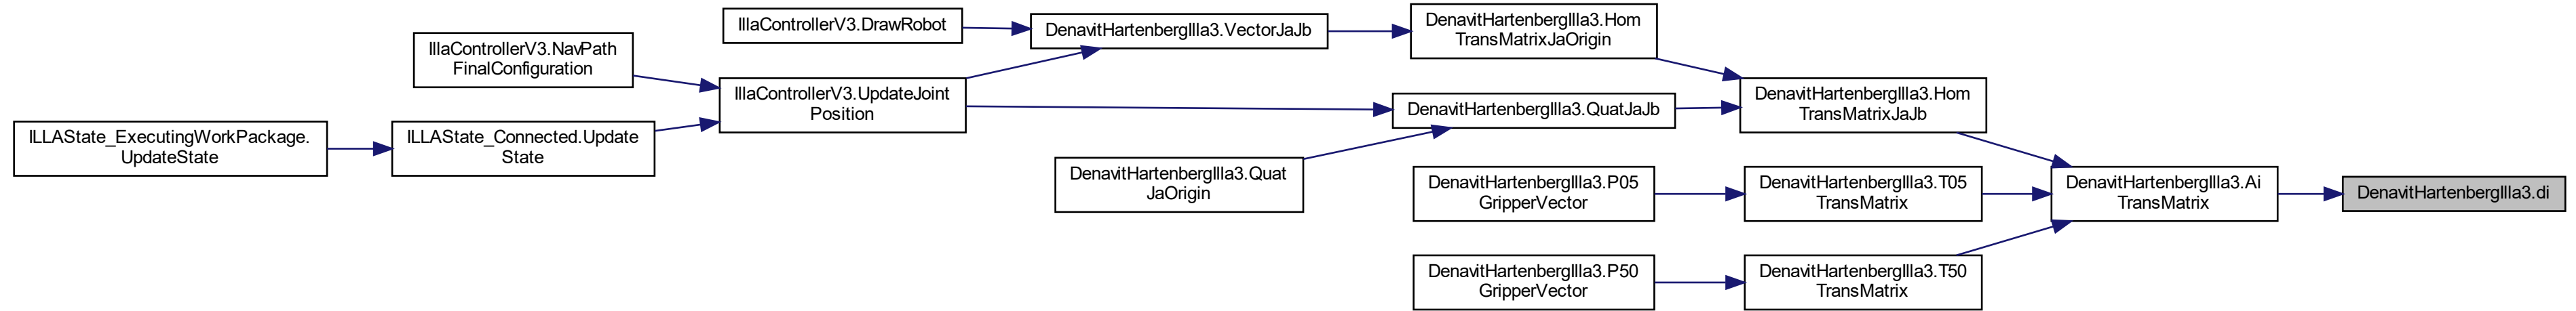 IllaControllerV3.DrawRobot
DenavitHartenbergIlla3.VectorJaJb
DenavitHartenbergIlla3.Hom
TransMatrixJaOrigin
IllaControllerV3.NavPath
FinalConfiguration
IllaControllerV3.UpdateJoint
Position
DenavitHartenbergIlla3.QuatJaJb
DenavitHartenbergIlla3.Hom
TransMatrixJaJb
ILLAState_ExecutingWorkPackage.
UpdateState
ILLAState_Connected.Update
State
DenavitHartenbergIlla3.Quat
JaOrigin
DenavitHartenbergIlla3.P05
GripperVector
DenavitHartenbergIlla3.T05
TransMatrix
DenavitHartenbergIlla3.Ai
TransMatrix
DenavitHartenbergIlla3.di
DenavitHartenbergIlla3.P50
GripperVector
DenavitHartenbergIlla3.T50
TransMatrix